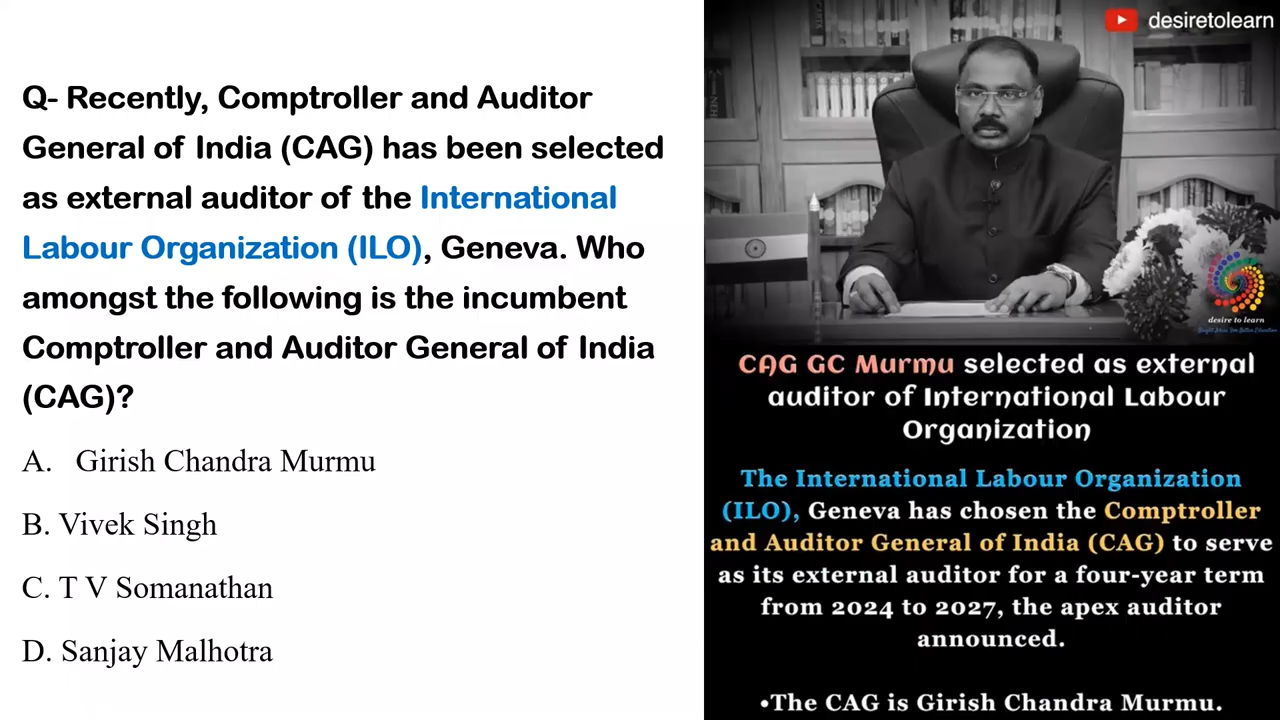 Q- Recently, Comptroller and Auditor
General of India (CAG) has been selected
as external auditor of the International
Labour Organization (ILO), Geneva. Who
amongst the following is the incumbent
Comptroller and Auditor General of India
(CAG)?
A. Girish Chandra Murmu
B. Vivek Singh
C. T V Somanathan
D. Sanjay Malhotra
desiretolearn
desire to learn
CAG GC Murmu selected as external
auditor of International Labour
Organization
The International Labour Organization
(ILO), Geneva has chosen the Comptroller
and Auditor General of India (CAG) to serve
as its external auditor for a four-year term
from 2024 to 2027, the apex auditor
announced.
•The CAG is Girish Chandra Murmu.